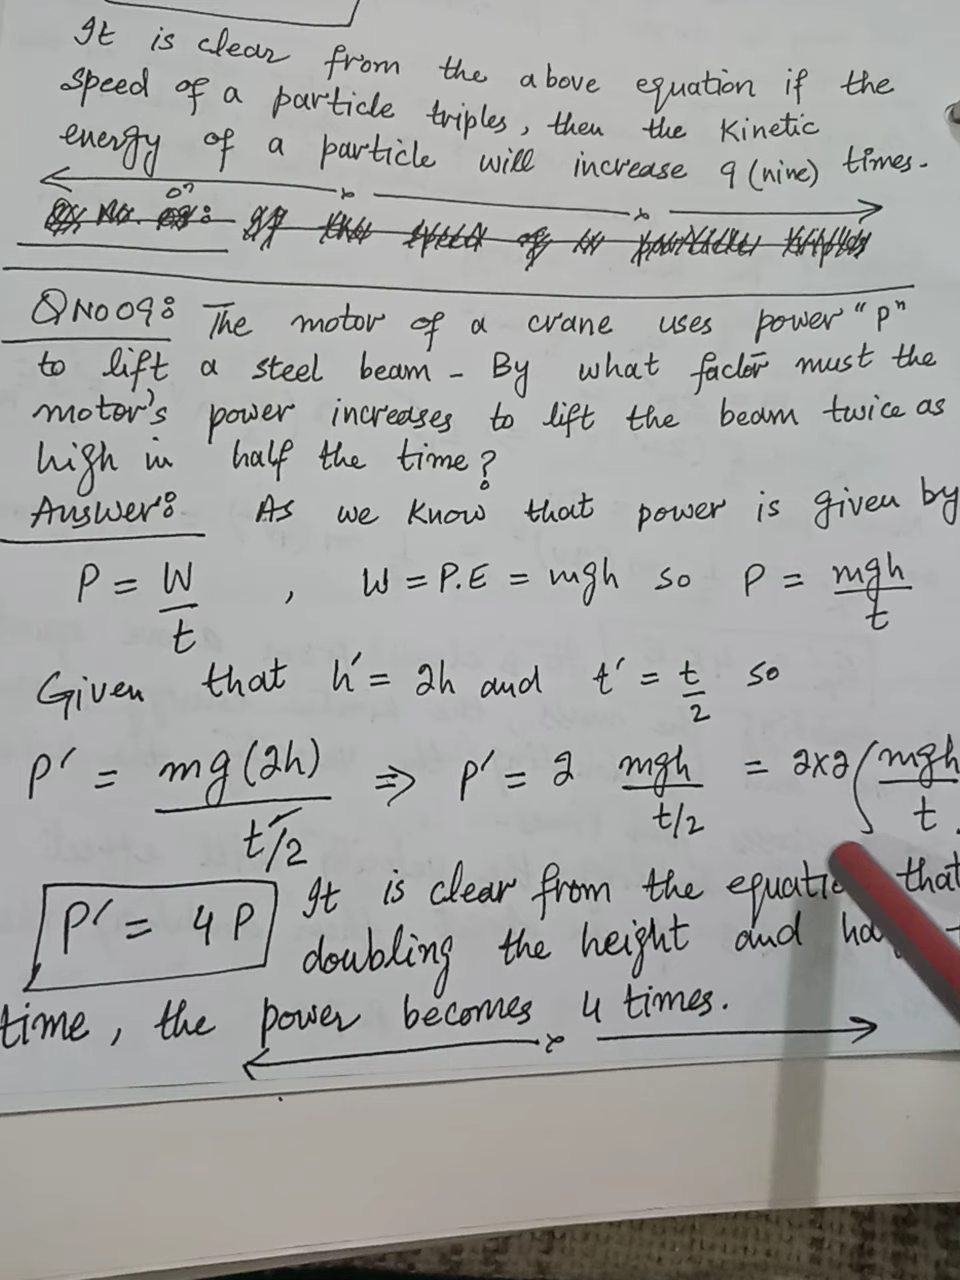 It is clear from the above equation if the
speed of a particle triples, then the kinetic
energy of a particle will increase 9 (nine) times.
Q No 09: The motor of a crane uses power "P"
to lift a steel beam - By what factor must the
motor's power increases to lift the beam twice as
high in half the time?
Answer: As we know that power is given by
P = W/t , W = P.E = mgh so P = mgh/t
Given that h' = 2h and t' = t/2 so
P' = mg(2h)/t/2 ⇒ P' = 2 mgh/t/2 = 2x2(mgh/t
P' = 4P It is clear from the equation that
doubling the height and
time, the power becomes 4 times.